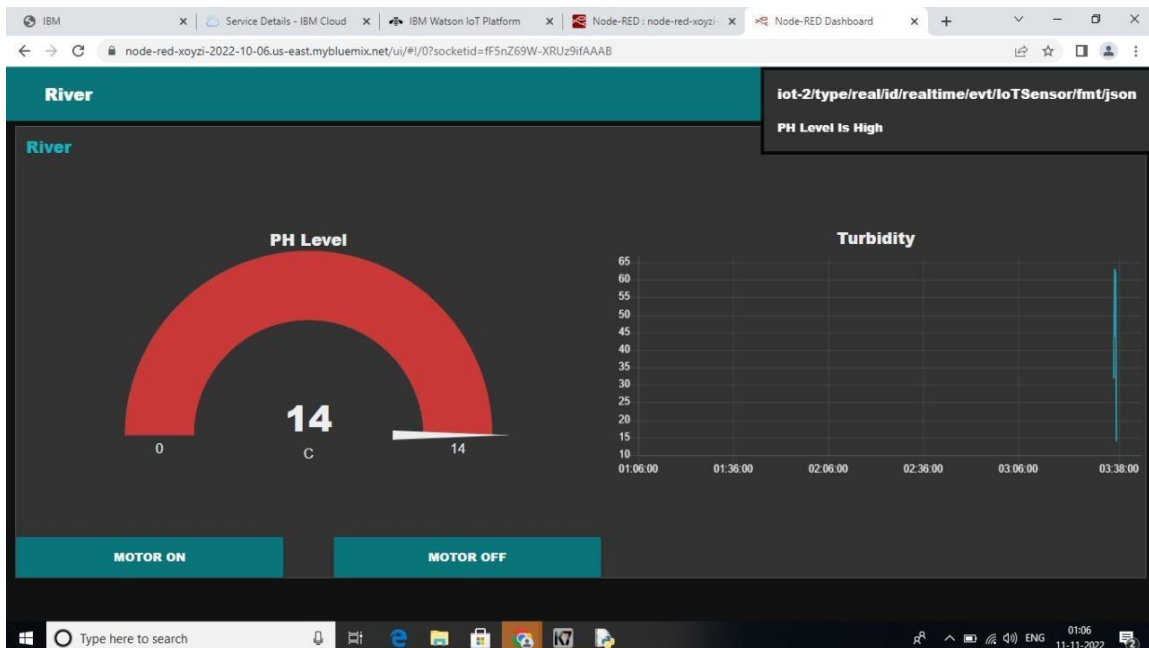 IBM
Service Details - IBM Cloud
IBM Watson IoT Platform
Node-RED : node-red-xoyzi-
Node-RED Dashboard
node-red-xoyzi-2022-10-06.us-east.mybluemix.net/ui/#!/0?socketid=fF5nZ69W-XRUz9ifAAAB
River
iot-2/type/real/id/realtime/evt/IoTSensor/fmt/json
PH Level Is High
River
PH Level
14
C
0
14
Turbidity
65
60
55
50
45
40
35
30
25
20
15
10
01:06:00 01:36:00 02:06:00 02:36:00 03:06:00 03:38:00
MOTOR ON
MOTOR OFF
Type here to search
K7
ENG
01:06
11-11-2022
2